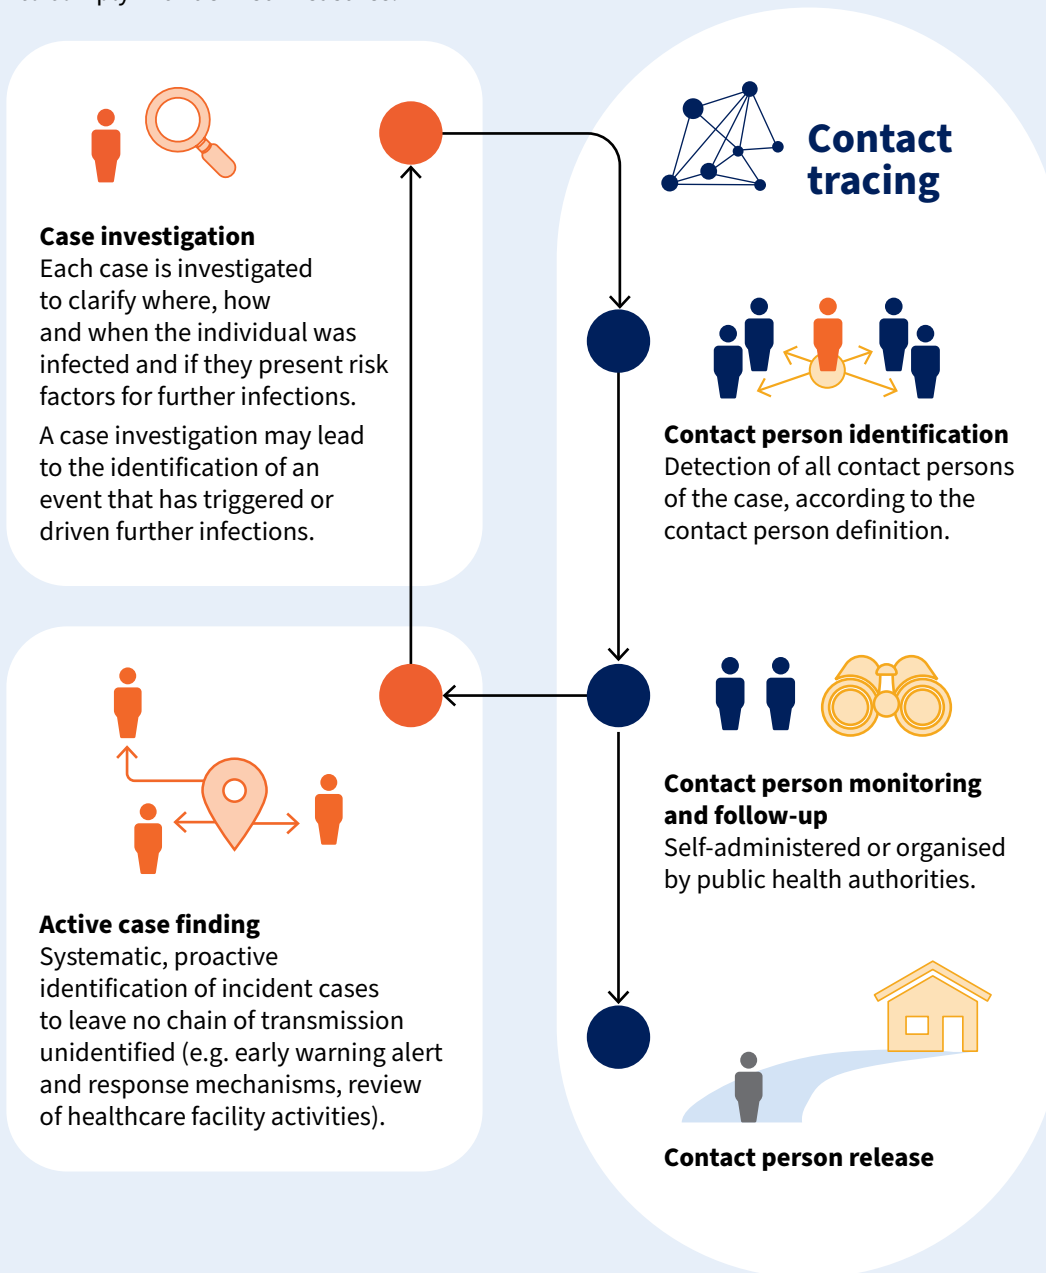 Case investigation
Each case is investigated
to clarify where, how
and when the individual was
infected and if they present risk
factors for further infections.
A case investigation may lead
to the identification of an
event that has triggered or
driven further infections.
Contact
tracing
Contact person identification
Detection of all contact persons
of the case, according to the
contact person definition.
Contact person monitoring
and follow-up
Self-administered or organised
by public health authorities.
Active case finding
Systematic, proactive
identification of incident cases
to leave no chain of transmission
unidentified (e.g. early warning alert
and response mechanisms, review
of healthcare facility activities).
Contact person release